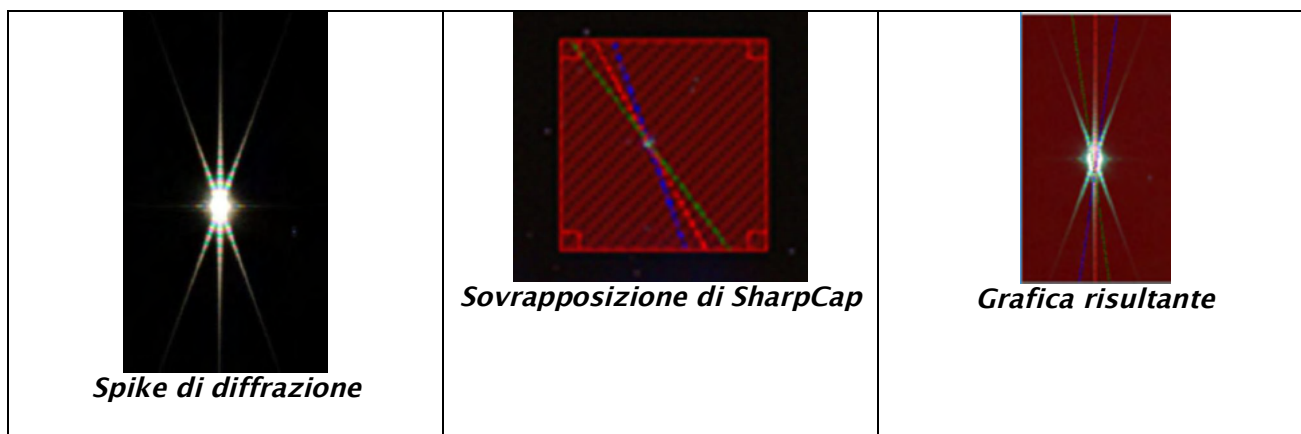 Spike di diffrazione
Sovrapposizione di SharpCap
Grafica risultante